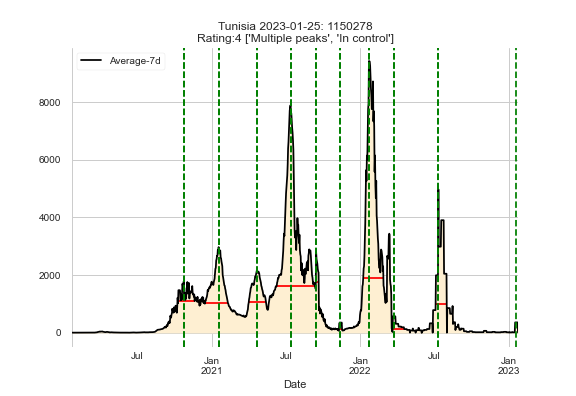 Tunisia 2023-01-25: 1150278
Rating:4 ['Multiple peaks', 'In control']
Average-7d
8000
6000
4000
2000
0
Jul
Jan
2021
Jul
Jan
2022
Jul
Jan
2023
Date